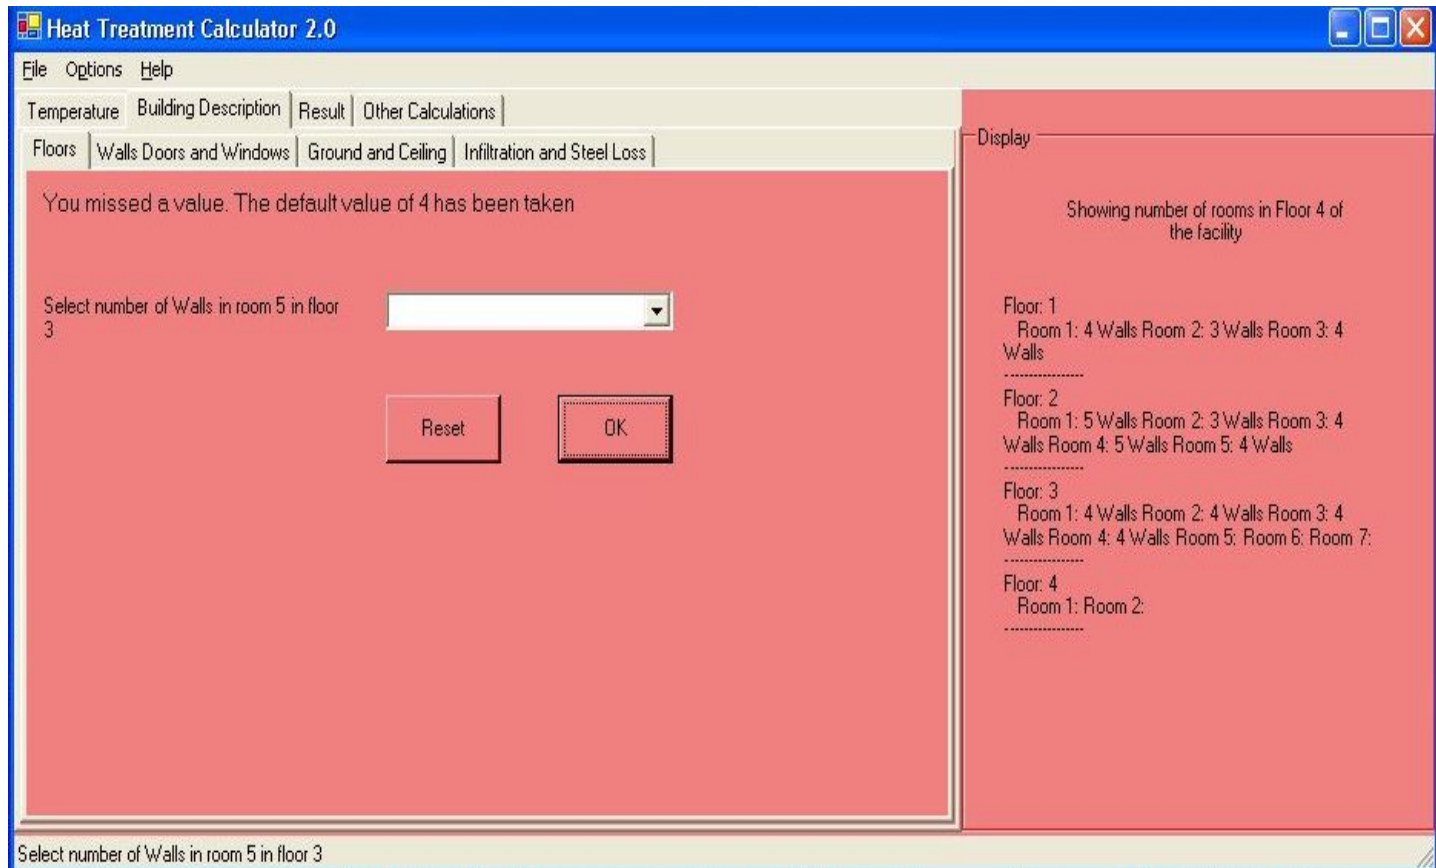 Heat Treatment Calculator 2.0
File Options Help
Temperature Building Description Result Other Calculations
Floors Walls Doors and Windows Ground and Ceiling Infiltration and Steel Loss
You missed a value. The default value of 4 has been taken
Select number of Walls in room 5 in floor
3
Reset OK
Display
Showing number of rooms in Floor 4 of
the facility
Floor: 1
Room 1: 4 Walls Room 2: 3 Walls Room 3: 4
Walls
----------------
Floor: 2
Room 1: 5 Walls Room 2: 3 Walls Room 3: 4
Walls Room 4: 5 Walls Room 5: 4 Walls
----------------
Floor: 3
Room 1: 4 Walls Room 2: 4 Walls Room 3: 4
Walls Room 4: 4 Walls Room 5: Room 6: Room 7:
----------------
Floor: 4
Room 1: Room 2:
----------------
Select number of Walls in room 5 in floor 3